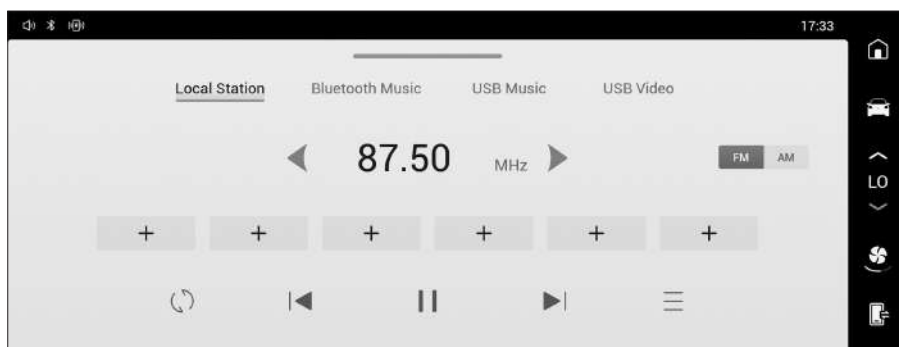 17:33
Local Station Bluetooth Music USB Music USB Video
87.50 MHz
FM AM
LO
+ + + + + +